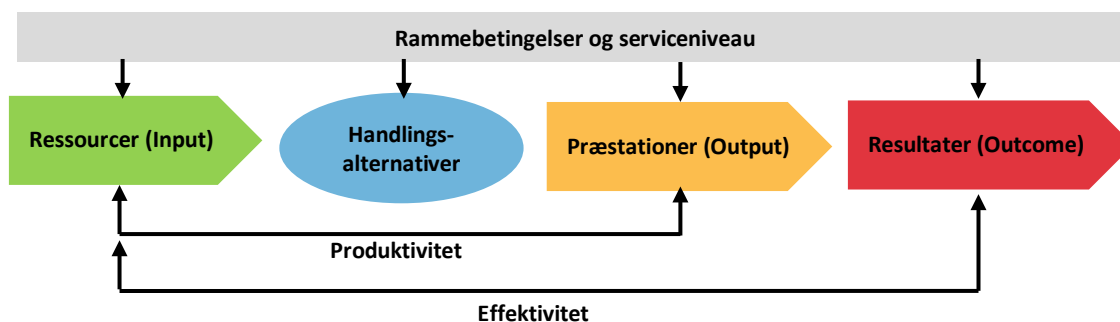 Rammebetingelser og serviceniveau
Ressourcer (Input)
Handlings-
alternativer
Præstationer (Output)
Resultater (Outcome)
Produktivitet
Effektivitet